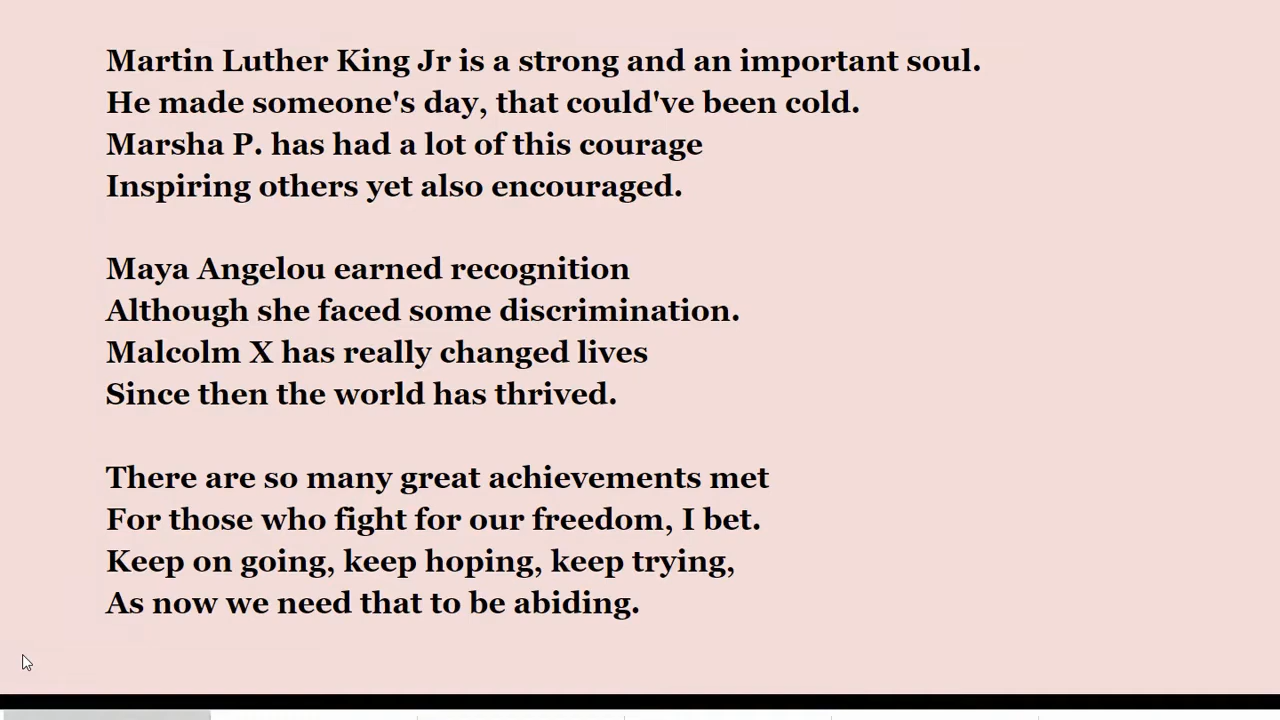 Martin Luther King Jr is a strong and an important soul.
He made someone's day, that could've been cold.
Marsha P. has had a lot of this courage
Inspiring others yet also encouraged.
Maya Angelou earned recognition
Although she faced some discrimination.
Malcolm X has really changed lives
Since then the world has thrived.
There are so many great achievements met
For those who fight for our freedom, I bet.
Keep on going, keep hoping, keep trying,
As now we need that to be abiding.